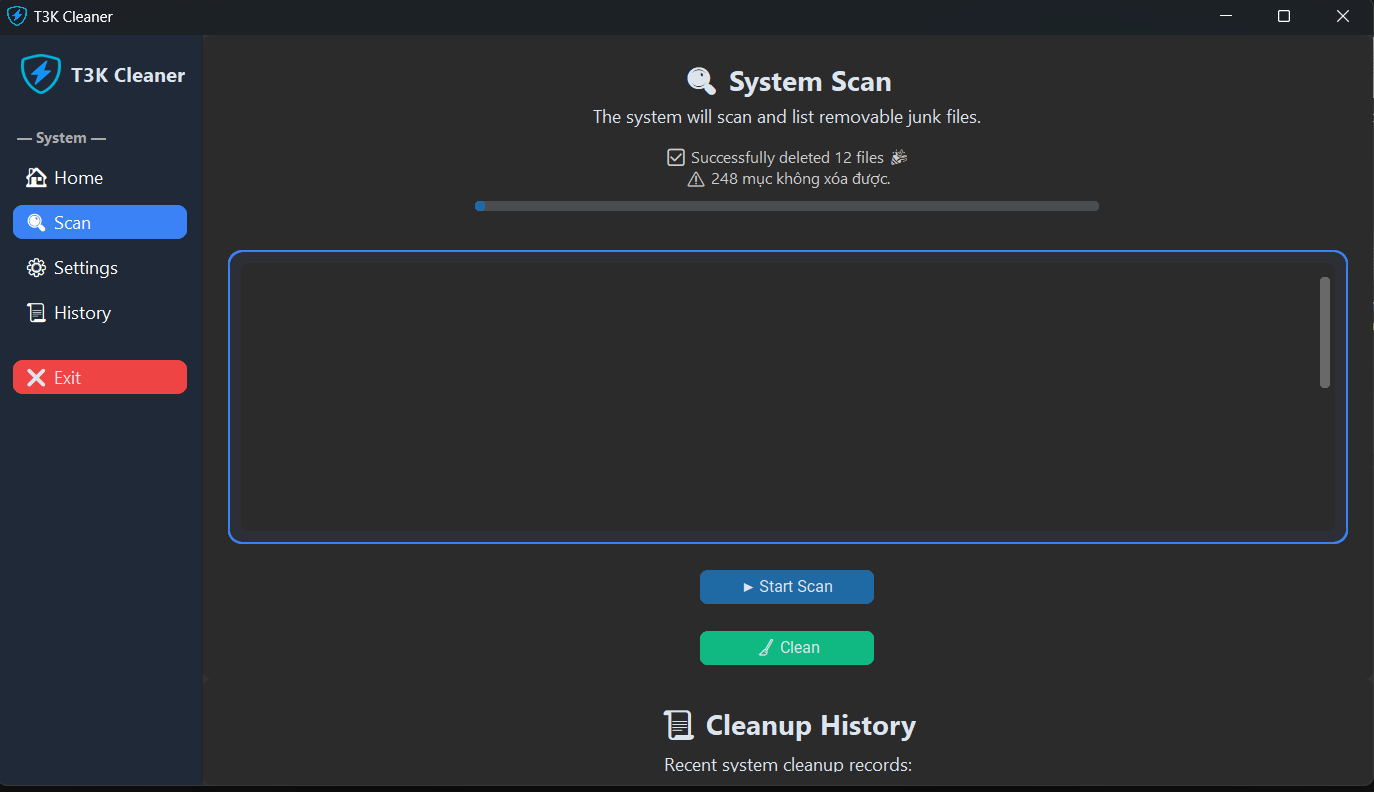 T3K Cleaner
T3K Cleaner
— System —
Home
Scan
Settings
History
Exit
System Scan
The system will scan and list removable junk files.
Successfully deleted 12 files
248 mục không xóa được.
Start Scan
Clean
Cleanup History
Recent system cleanup records: